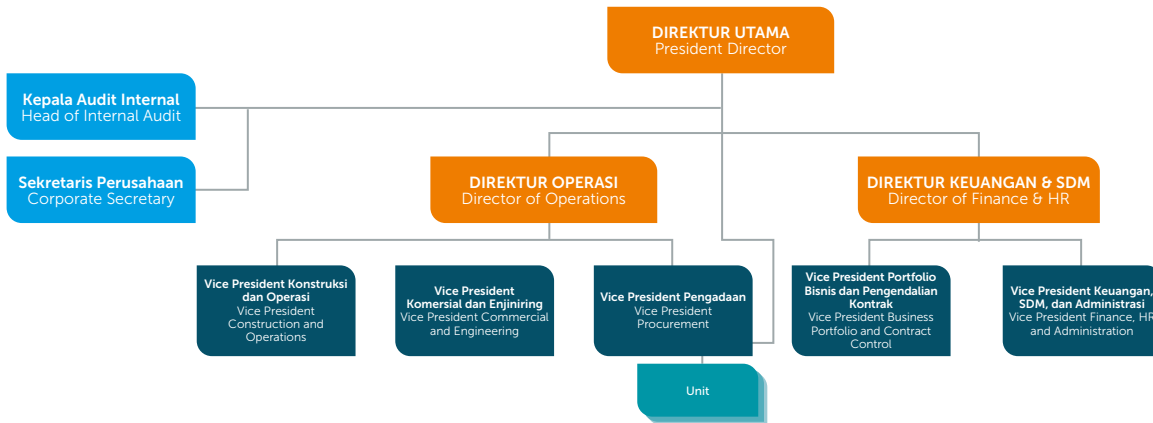 DIREKTUR UTAMA
President Director
Kepala Audit Internal
Head of Internal Audit
Sekretaris Perusahaan
Corporate Secretary
DIREKTUR OPERASI
Director of Operations
DIREKTUR KEUANGAN & SDM
Director of Finance & HR
Vice President Konstruksi
dan Operasi
Vice President
Construction and
Operations
Vice President
Komersial dan Enjiniring
Vice President Commercial
and Engineering
Vice President Pengadaan
Vice President
Procurement
Vice President Portfolio
Bisnis dan Pengendalian
Kontrak
Vice President Business
Portfolio and Contract
Control
Vice President Keuangan,
SDM, dan Administrasi
Vice President Finance, HR
and Administration
Unit